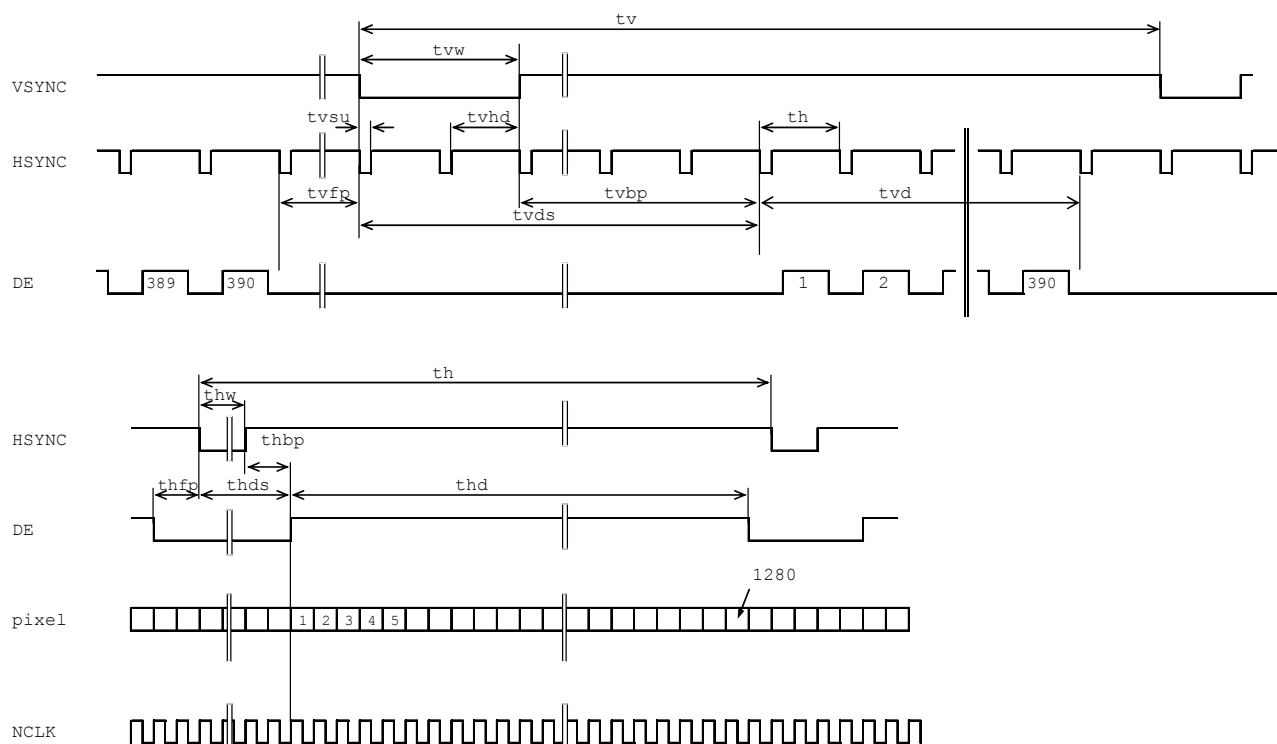 tv
tvw
VSYNC
tvsu
tvhd
th
HSYNC
tvfp
tvbp
tvd
tvds
DE
389
390
1
2
390
th
thw
HSYNC
thbp
thfp
thds
thd
DE
1280
pixel
1 2 3 4 5
NCLK